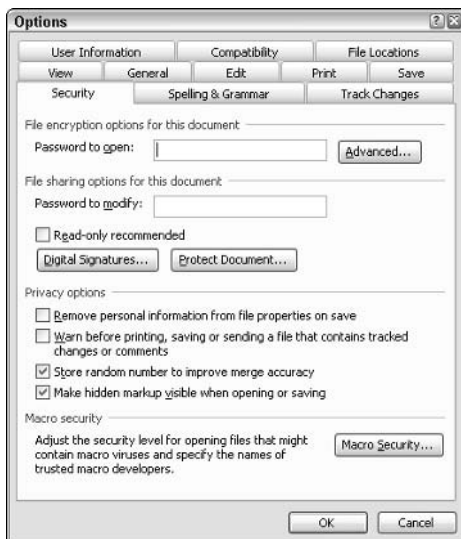 Options
User Information Compatibility File Locations
View General Edit Print Save
Security Spelling & Grammar Track Changes
File encryption options for this document
Password to open: Advanced...
File sharing options for this document
Password to modify:
Read-only recommended
Digital Signatures... Protect Document...
Privacy options
Remove personal information from file properties on save
Warn before printing, saving or sending a file that contains tracked
changes or comments
Store random number to improve merge accuracy
Make hidden markup visible when opening or saving
Macro security
Adjust the security level for opening files that might
contain macro viruses and specify the names of
trusted macro developers.
Macro Security...
OK Cancel